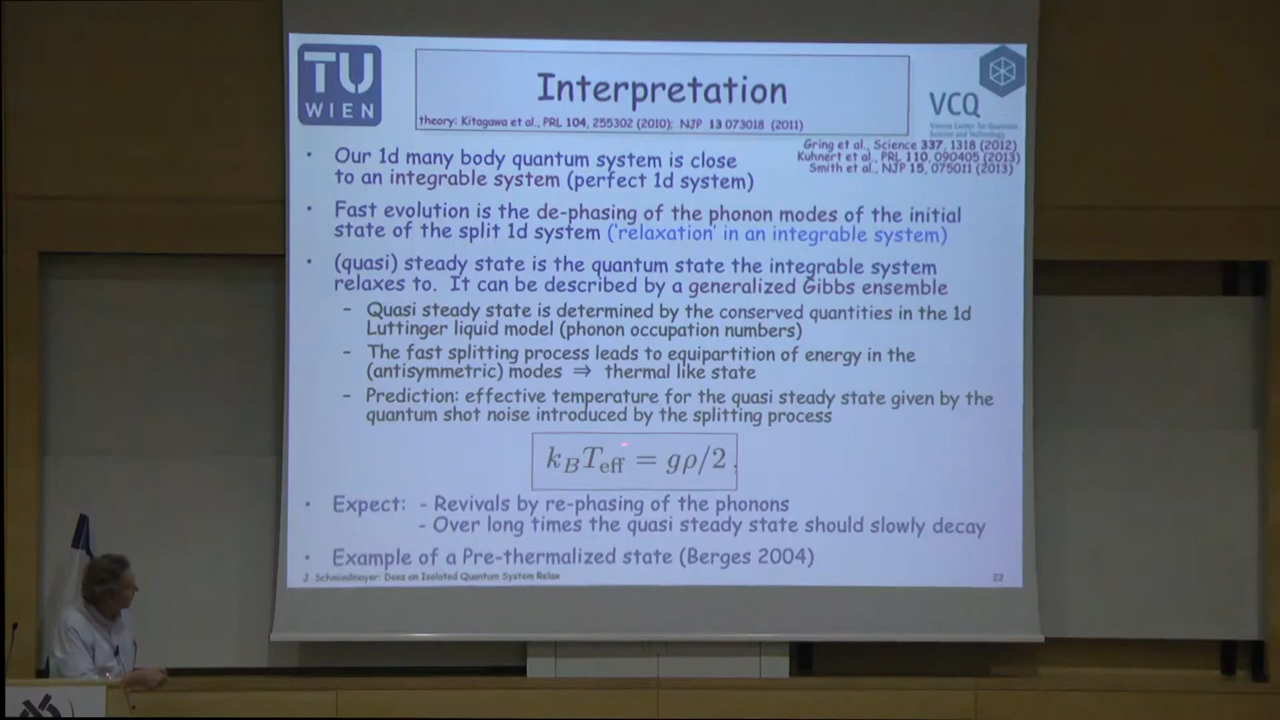 TU
WIEN
Interpretation
theory: Kitagawa et al., PRL 104, 255302 (2010); NJP 13 073018 (2011)
VCQ
Vienna Center for Quantum
Science and Technology
Gring et al., Science 337, 1318 (2012)
Kuhnert et al., PRL 110, 090405 (2013)
Smith et al., NJP 15, 075011 (2013)
• Our 1d many body quantum system is close
to an integrable system (perfect 1d system)
• Fast evolution is the de-phasing of the phonon modes of the initial
state of the split 1d system ('relaxation' in an integrable system)
• (quasi) steady state is the quantum state the integrable system
relaxes to. It can be described by a generalized Gibbs ensemble
– Quasi steady state is determined by the conserved quantities in the 1d
Luttinger liquid model (phonon occupation numbers)
– The fast splitting process leads to equipartition of energy in the
(antisymmetric) modes ⇒ thermal like state
– Prediction: effective temperature for the quasi steady state given by the
quantum shot noise introduced by the splitting process
k_B T_eff = gρ/2
• Expect: - Revivals by re-phasing of the phonons
- Over long times the quasi steady state should slowly decay
• Example of a Pre-thermalized state (Berges 2004)
J. Schmiedmayer: Does an Isolated Quantum System Relax
22